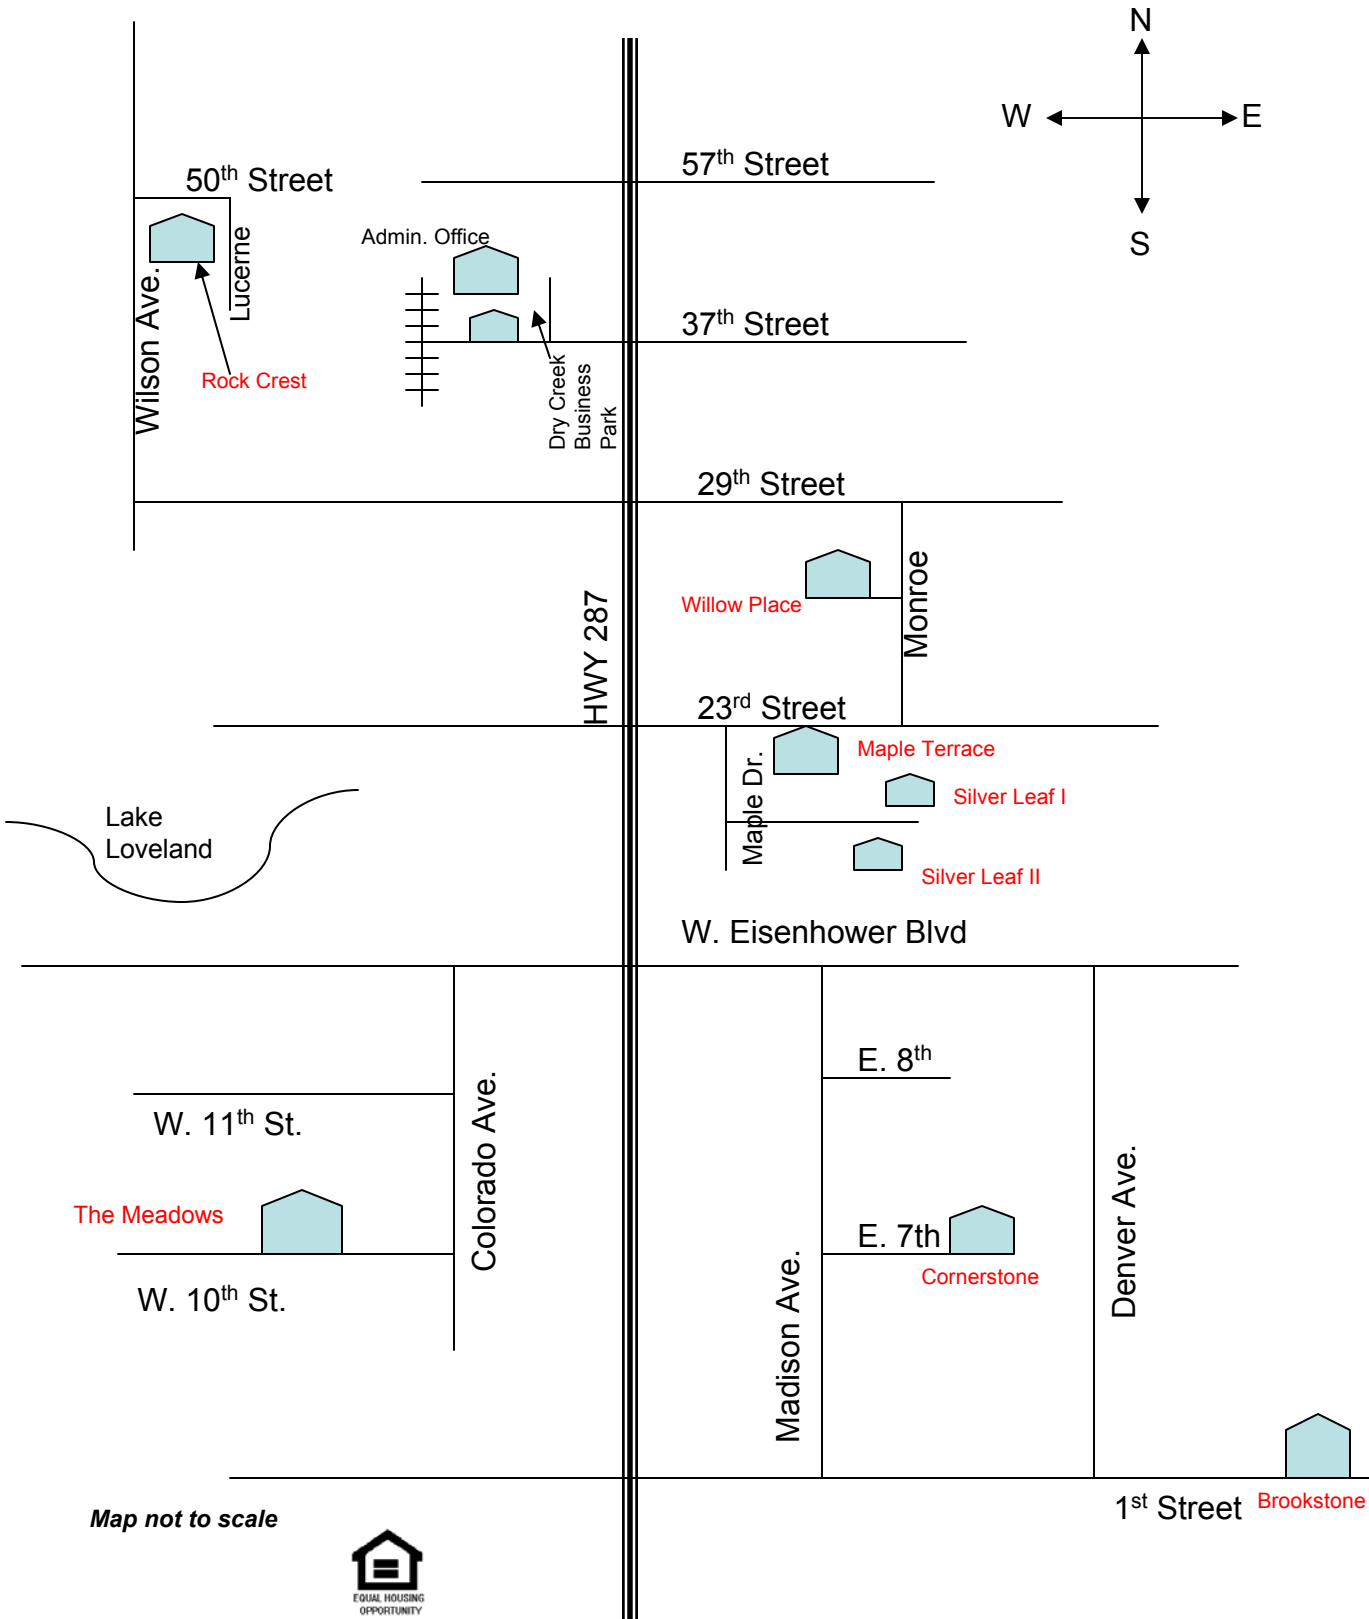 N
W
E
S
57th Street
50th Street
Admin. Office
Lucerne
Wilson Ave.
37th Street
Rock Crest
Dry Creek
Business
Park
29th Street
Willow Place
Monroe
HWY 287
23rd Street
Maple Terrace
Maple Dr.
Silver Leaf I
Lake
Loveland
Silver Leaf II
W. Eisenhower Blvd
E. 8th
W. 11th St.
Colorado Ave.
Denver Ave.
The Meadows
E. 7th
Cornerstone
W. 10th St.
Madison Ave.
1st Street
Brookstone
Map not to scale
EQUAL HOUSING
OPPORTUNITY